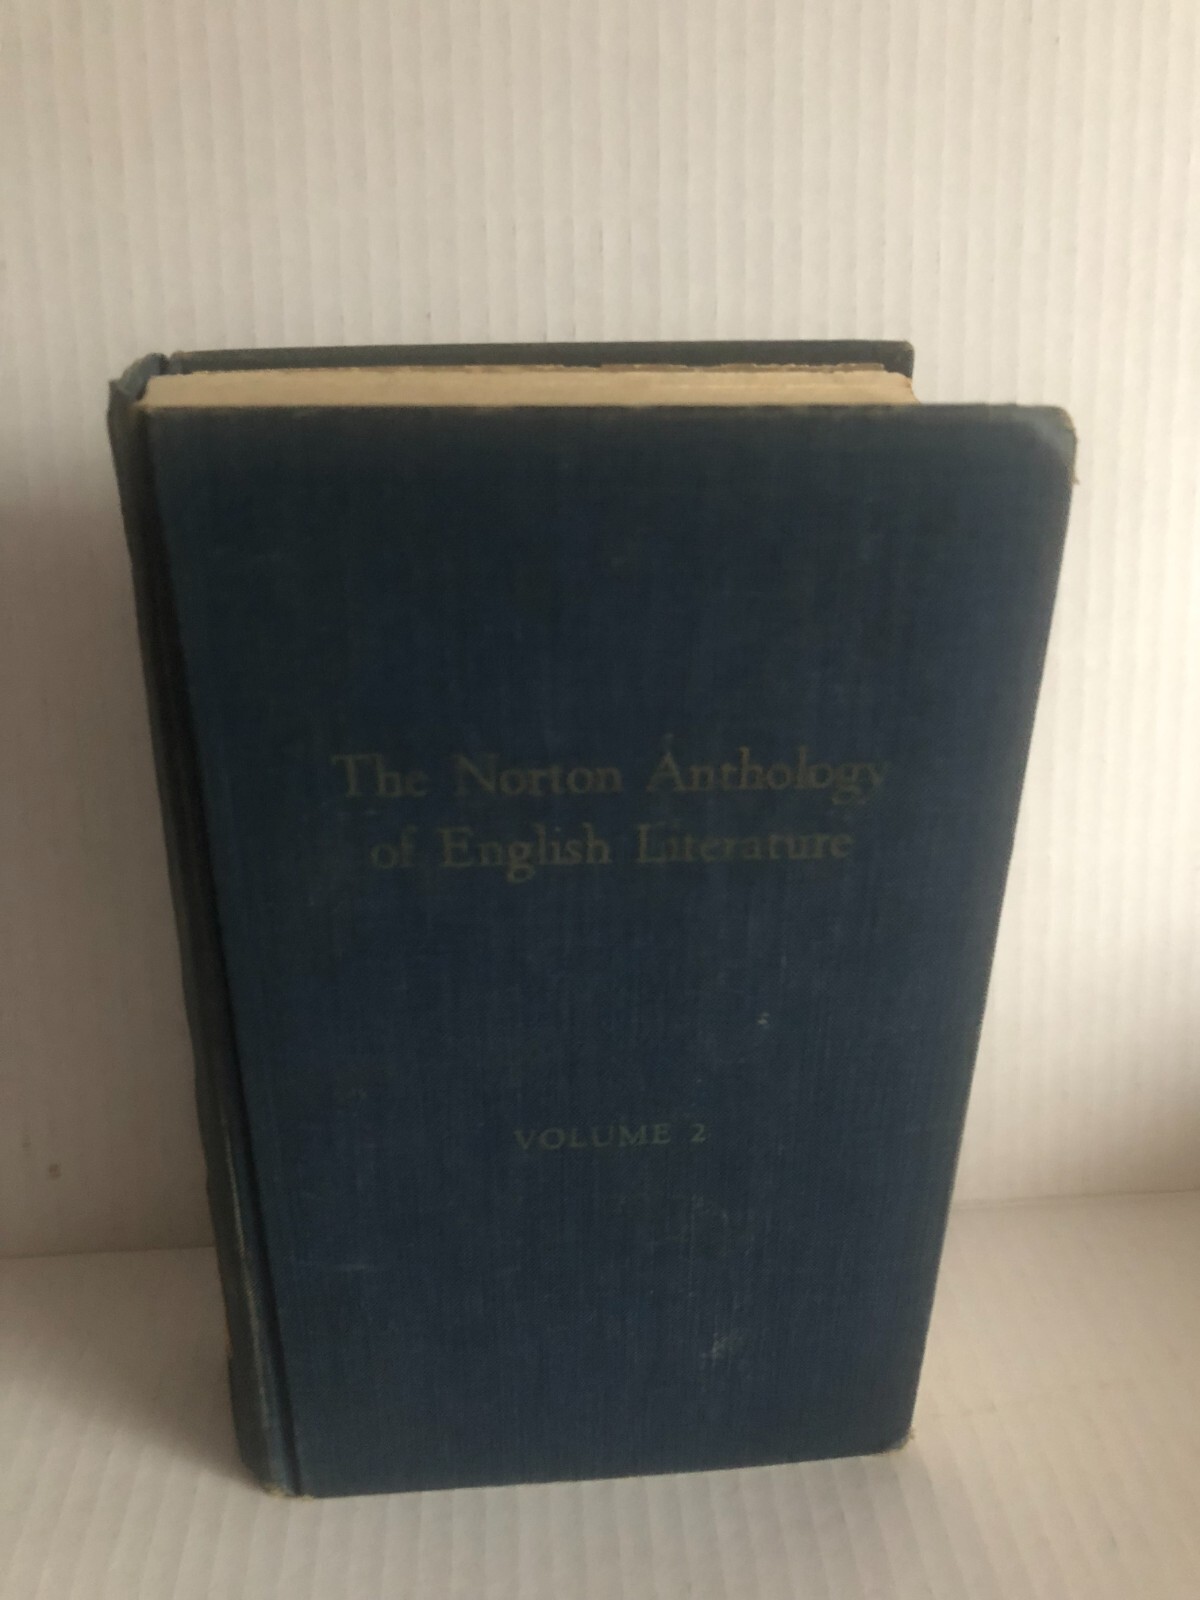 The Norton Anthology
of English Literature
VOLUME 2